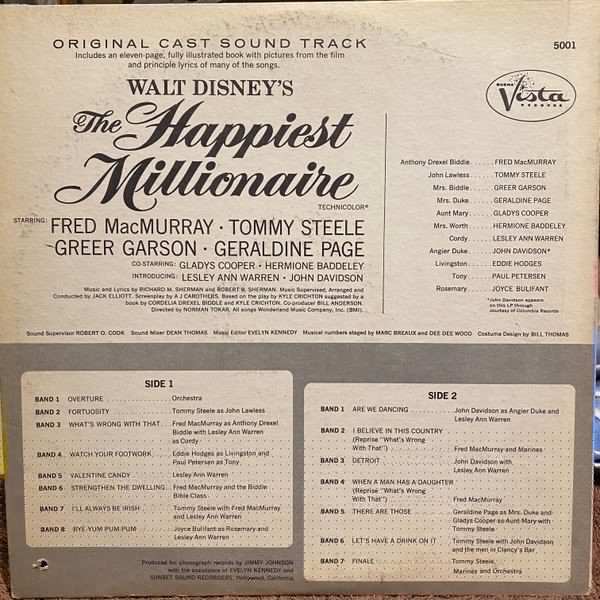 ORIGINAL CAST SOUND TRACK
5001
Includes an eleven-page, fully illustrated book with pictures from the film
and principle lyrics of many of the songs.
WALT DISNEY'S
The Happiest
Millionaire
TECHNICOLOR®
BUENA
Vista
RECORDS
STARRING: FRED MacMURRAY · TOMMY STEELE
GREER GARSON · GERALDINE PAGE
CO-STARRING: GLADYS COOPER · HERMIONE BADDELEY
INTRODUCING: LESLEY ANN WARREN · JOHN DAVIDSON
Music and Lyrics by RICHARD M. SHERMAN and ROBERT B. SHERMAN. Music Supervised, Arranged and
Conducted by JACK ELLIOTT. Screenplay by A J CAROTHERS. Based on the play by KYLE CRICHTON suggested by a
book by CORDELIA DREXEL BIDDLE and KYLE CRICHTON. Co-producer BILL ANDERSON.
Directed by NORMAN TOKAR. All songs Wonderland Music Company, Inc. (BMI).
Anthony Drexel Biddle . . . . . . FRED MacMURRAY
John Lawless . . . . . . TOMMY STEELE
Mrs. Biddle . . . . . . GREER GARSON
Mrs. Duke . . . . . . GERALDINE PAGE
Aunt Mary . . . . . . GLADYS COOPER
Mrs. Worth . . . . . . HERMIONE BADDELEY
Cordy . . . . . . LESLEY ANN WARREN
Angier Duke . . . . . . JOHN DAVIDSON*
Livingston . . . . . . EDDIE HODGES
Tony . . . . . . PAUL PETERSEN
Rosemary . . . . . . JOYCE BULIFANT
*John Davidson appears
on this LP through
courtesy of Columbia Records
Sound Supervisor ROBERT O. COOK Sound Mixer DEAN THOMAS Music Editor EVELYN KENNEDY Musical numbers staged by MARC BREAUX and DEE DEE WOOD Costume Design by BILL THOMAS
SIDE 1
BAND 1 OVERTURE . . . . . . Orchestra
BAND 2 FORTUOSITY . . . . . . Tommy Steele as John Lawless
BAND 3 WHAT'S WRONG WITH THAT . . . Fred MacMurray as Anthony Drexel
Biddle with Lesley Ann Warren
as Cordy
BAND 4 WATCH YOUR FOOTWORK Eddie Hodges as Livingston and
Paul Petersen as Tony
BAND 5 VALENTINE CANDY Lesley Ann Warren
BAND 6 STRENGTHEN THE DWELLING Fred MacMurray and the Biddle
Bible Class
BAND 7 I'LL ALWAYS BE IRISH Tommy Steele with Fred MacMurray
and Lesley Ann Warren
BAND 8 BYE-YUM PUM PUM Joyce Bulifant as Rosemary and
Lesley Ann Warren
Produced for phonograph records by JIMMY JOHNSON
with the assistance of EVELYN KENNEDY and
SUNSET SOUND RECORDERS, Hollywood, California
SIDE 2
BAND 1 ARE WE DANCING . . . . . . John Davidson as Angier Duke and
Lesley Ann Warren
BAND 2 I BELIEVE IN THIS COUNTRY
(Reprise "What's Wrong
With That") Fred MacMurray and Marines
BAND 3 DETROIT John Davidson with
Lesley Ann Warren
BAND 4 WHEN A MAN HAS A DAUGHTER
(Reprise "What's Wrong
With That") Fred MacMurray
BAND 5 THERE ARE THOSE Geraldine Page as Mrs. Duke and
Gladys Cooper as Aunt Mary with
Tommy Steele
BAND 6 LET'S HAVE A DRINK ON IT Tommy Steele with John Davidson
and the men in Clancy's Bar
BAND 7 FINALE Tommy Steele,
Marines and Orchestra